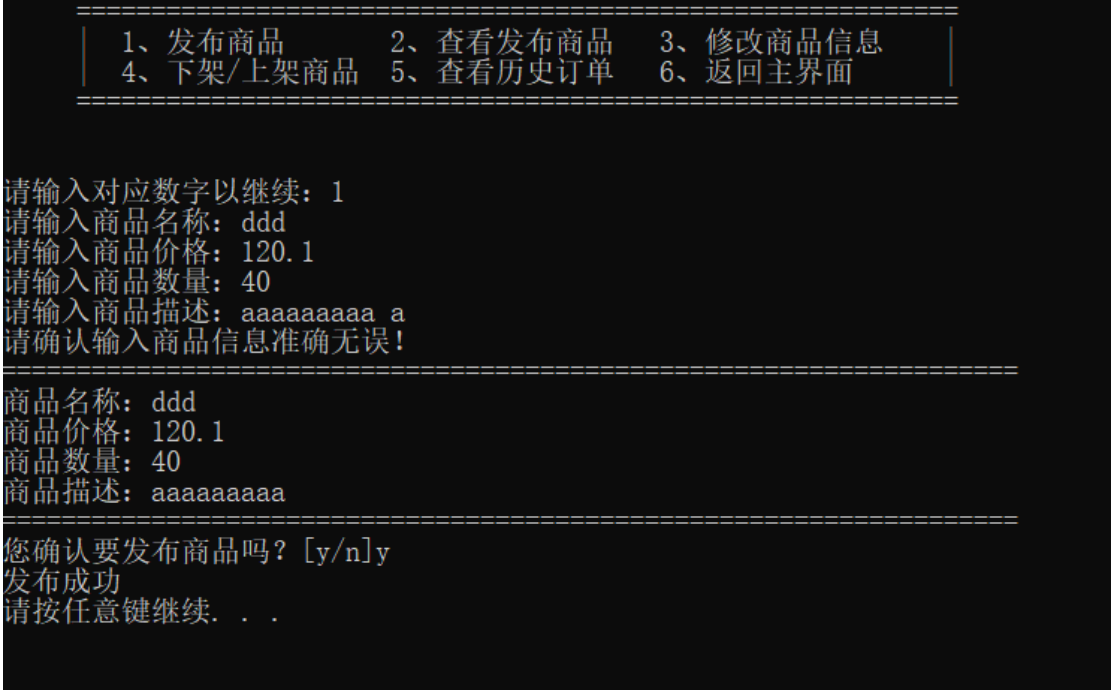 ==========================================================
| 1、发布商品 2、查看发布商品 3、修改商品信息 |
| 4、下架/上架商品 5、查看历史订单 6、返回主界面 |
==========================================================
请输入对应数字以继续：1
请输入商品名称：ddd
请输入商品价格：120.1
请输入商品数量：40
请输入商品描述：aaaaaaaaa a
请确认输入商品信息准确无误！
====================================================================
商品名称：ddd
商品价格：120.1
商品数量：40
商品描述：aaaaaaaaa
====================================================================
您确认要发布商品吗？[y/n]y
发布成功
请按任意键继续. . .